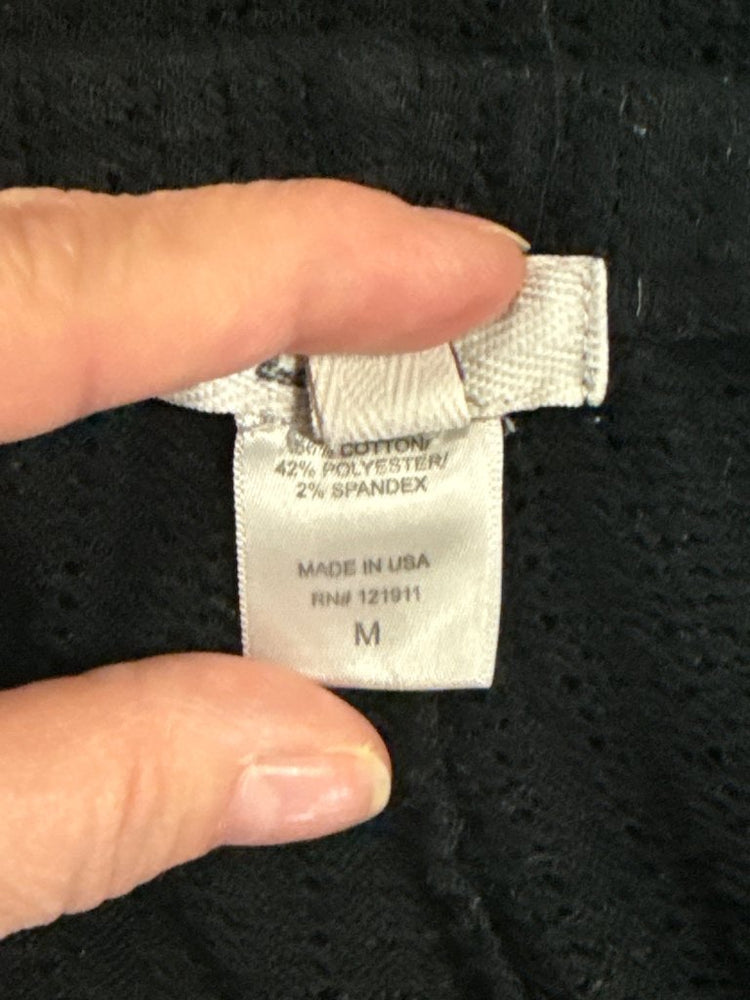 COTTON/
42% POLYESTER/
2% SPANDEX
MADE IN USA
RN# 121911
M